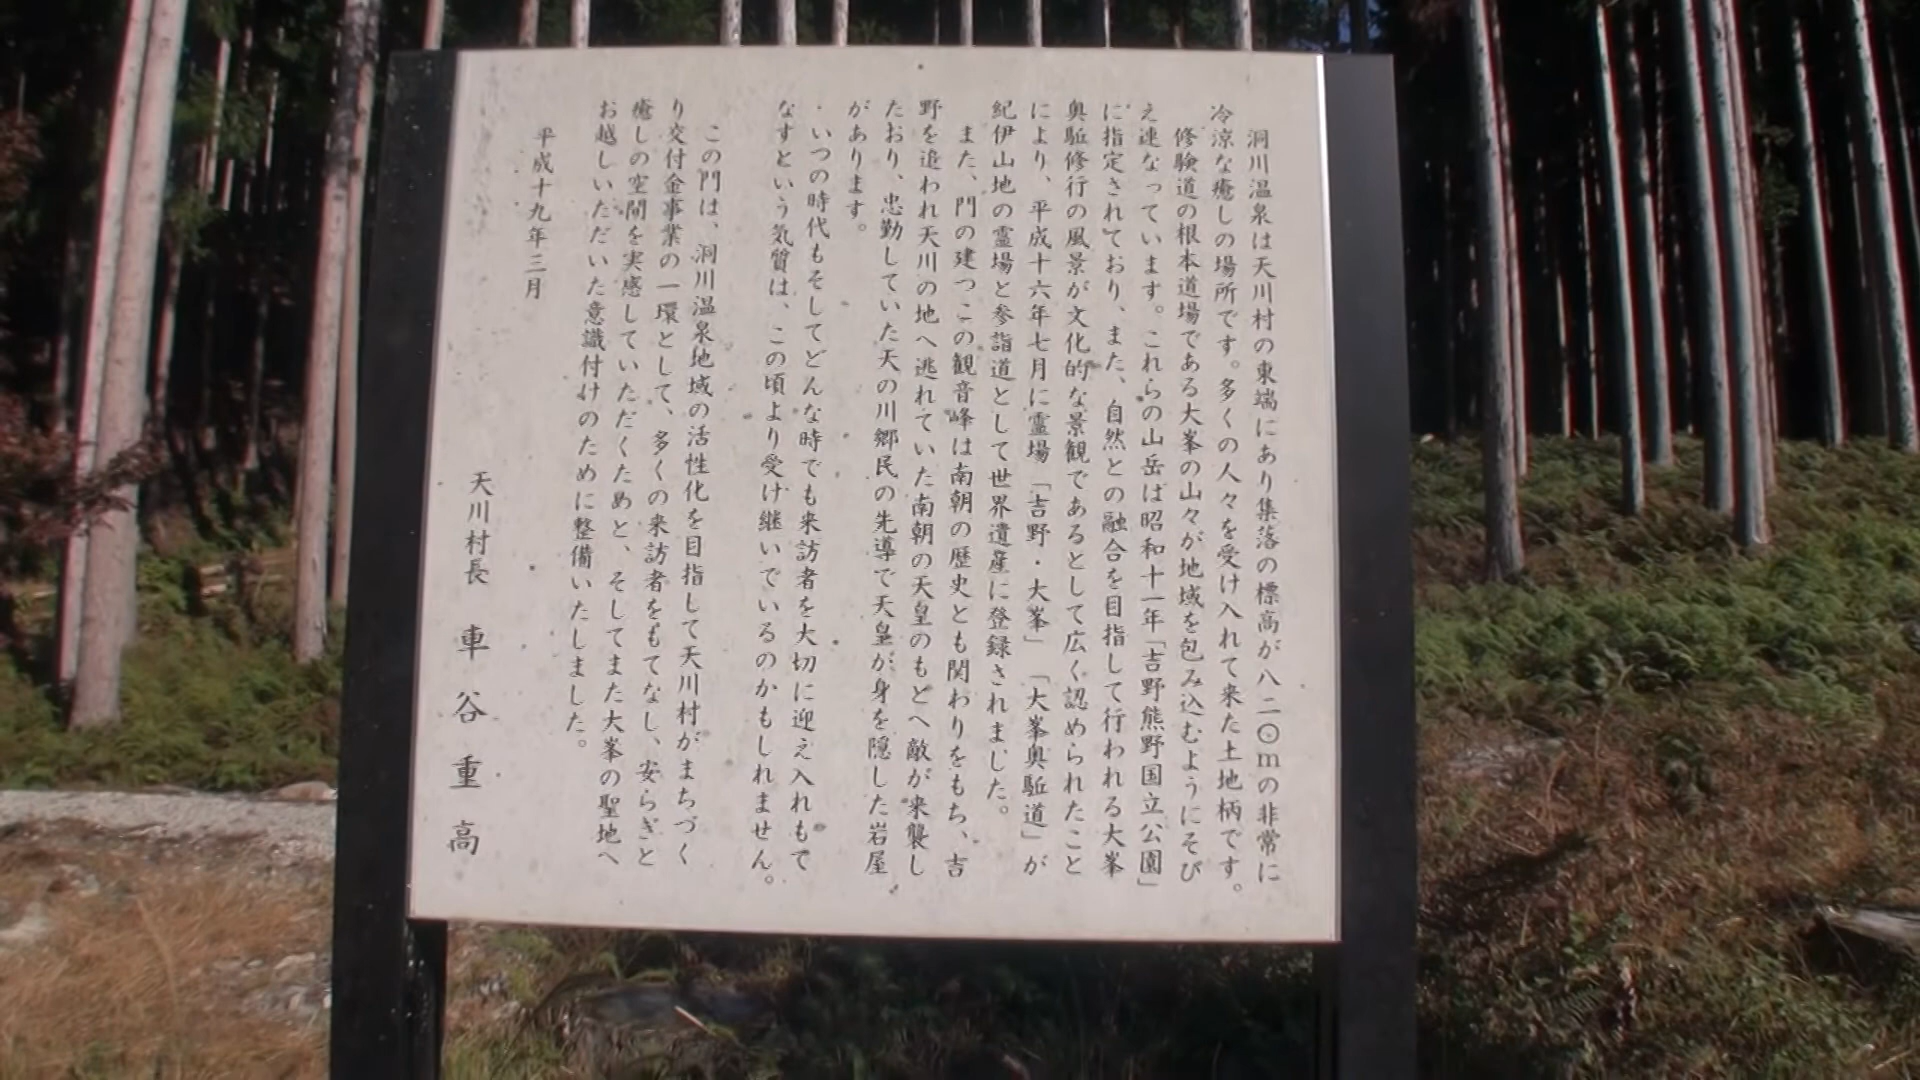 洞川温泉は天川村の東端にあり集落の標高が八二〇mの非常に
冷涼な癒しの場所です。多くの人々を受け入れて来た土地柄です。
修験道の根本道場である大峯の山々が地域を包み込むようにそび
え連なっています。これらの山岳は昭和十一年「吉野熊野国立公園」
に指定されており、また、自然との融合を目指して行われる大峯
奥駈修行の風景が文化的な景観であるとして広く認められたこと
により、平成十六年七月に霊場「吉野・大峯」「大峯奥駈道」が
紀伊山地の霊場と参詣道として世界遺産に登録されました。
また、門の建つこの観音峰は南朝の歴史とも関わりをもち、吉
野を追われ天川の地へ逃れていた南朝の天皇のもとへ敵が来襲し
たおり、忠勤していた天の川郷民の先導で天皇が身を隠した岩屋
があります。
いつの時代もそしてどんな時でも来訪者を大切に迎え入れもて
なすという気質は、この頃より受け継いでいるのかもしれません。
この門は、洞川温泉地域の活性化を目指して天川村がまちづく
り交付金事業の一環として、多くの来訪者をもてなし、安らぎと
癒しの空間を実感していただくためと、そしてまた大峯の聖地へ
お越しいただいた意識付けのために整備いたしました。
平成十九年三月
天川村長 車谷重高